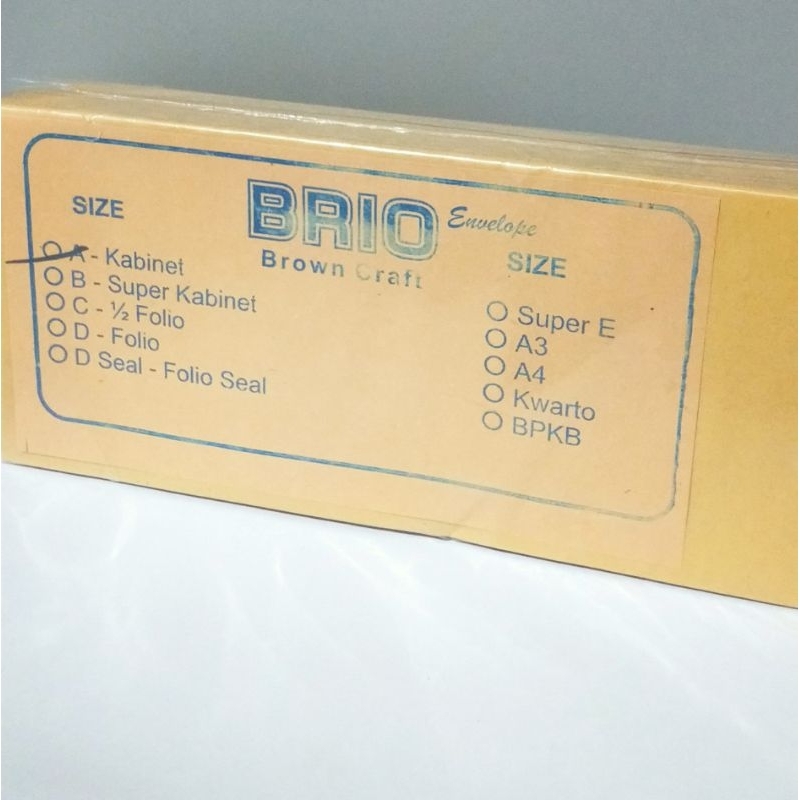 BRIO Envelope
Brown Craft
SIZE
A - Kabinet
B - Super Kabinet
C - ½ Folio
D - Folio
D Seal - Folio Seal
SIZE
Super E
A3
A4
Kwarto
BPKB